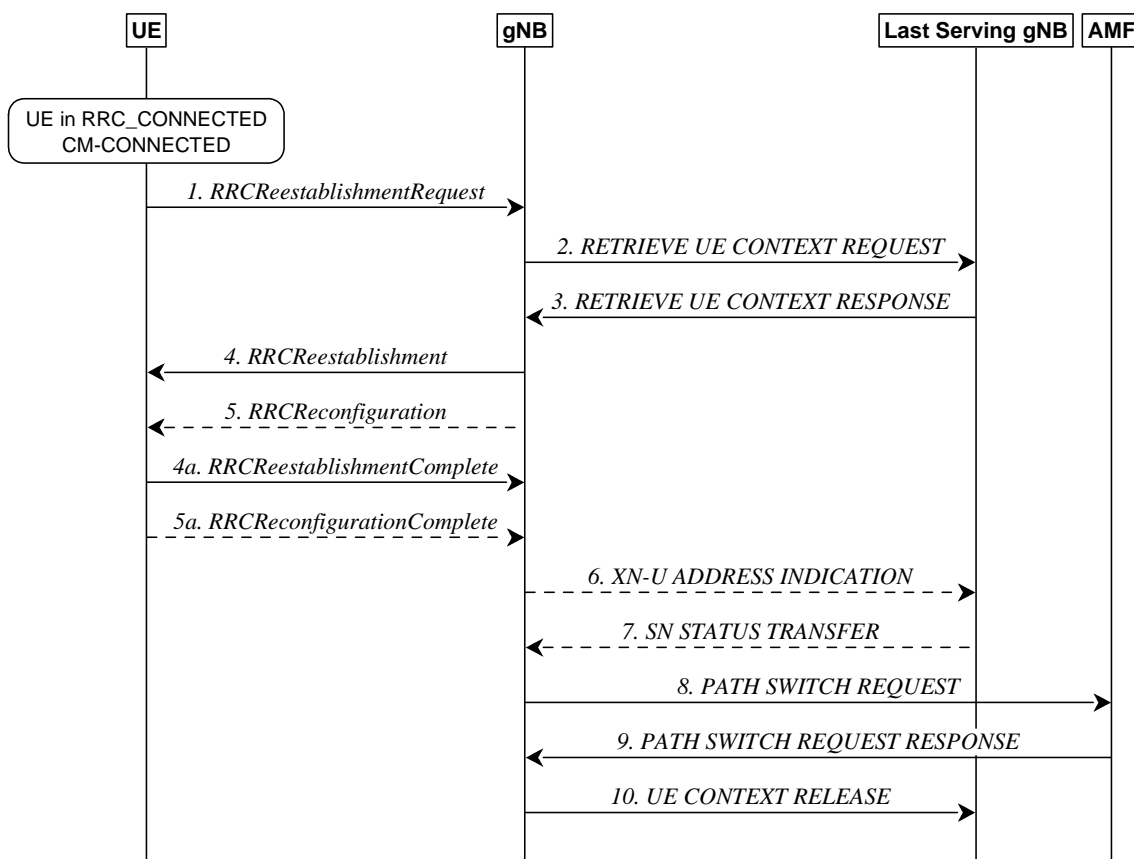 UE
gNB
Last Serving gNB
AMF
UE in RRC_CONNECTED
CM-CONNECTED
1. RRCReestablishmentRequest
2. RETRIEVE UE CONTEXT REQUEST
3. RETRIEVE UE CONTEXT RESPONSE
4. RRCReestablishment
5. RRCReconfiguration
4a. RRCReestablishmentComplete
5a. RRCReconfigurationComplete
6. XN-U ADDRESS INDICATION
7. SN STATUS TRANSFER
8. PATH SWITCH REQUEST
9. PATH SWITCH REQUEST RESPONSE
10. UE CONTEXT RELEASE